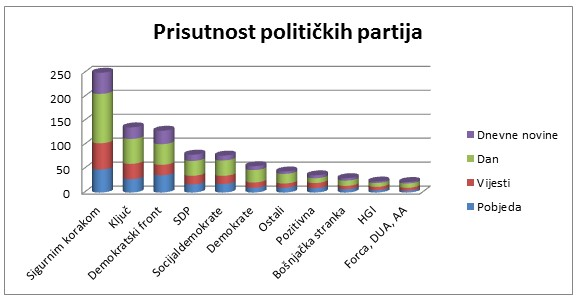 Prisutnost političkih partija
250
200
150
100
50
0
Sigurnim korakom
Ključ
Demokratski front
SDP
Socijaldemokrate
Demokrate
Ostali
Pozitivna
Bošnjačka stranka
HGI
Forca, DUA, AA
Dnevne novine
Dan
Vijesti
Pobjeda